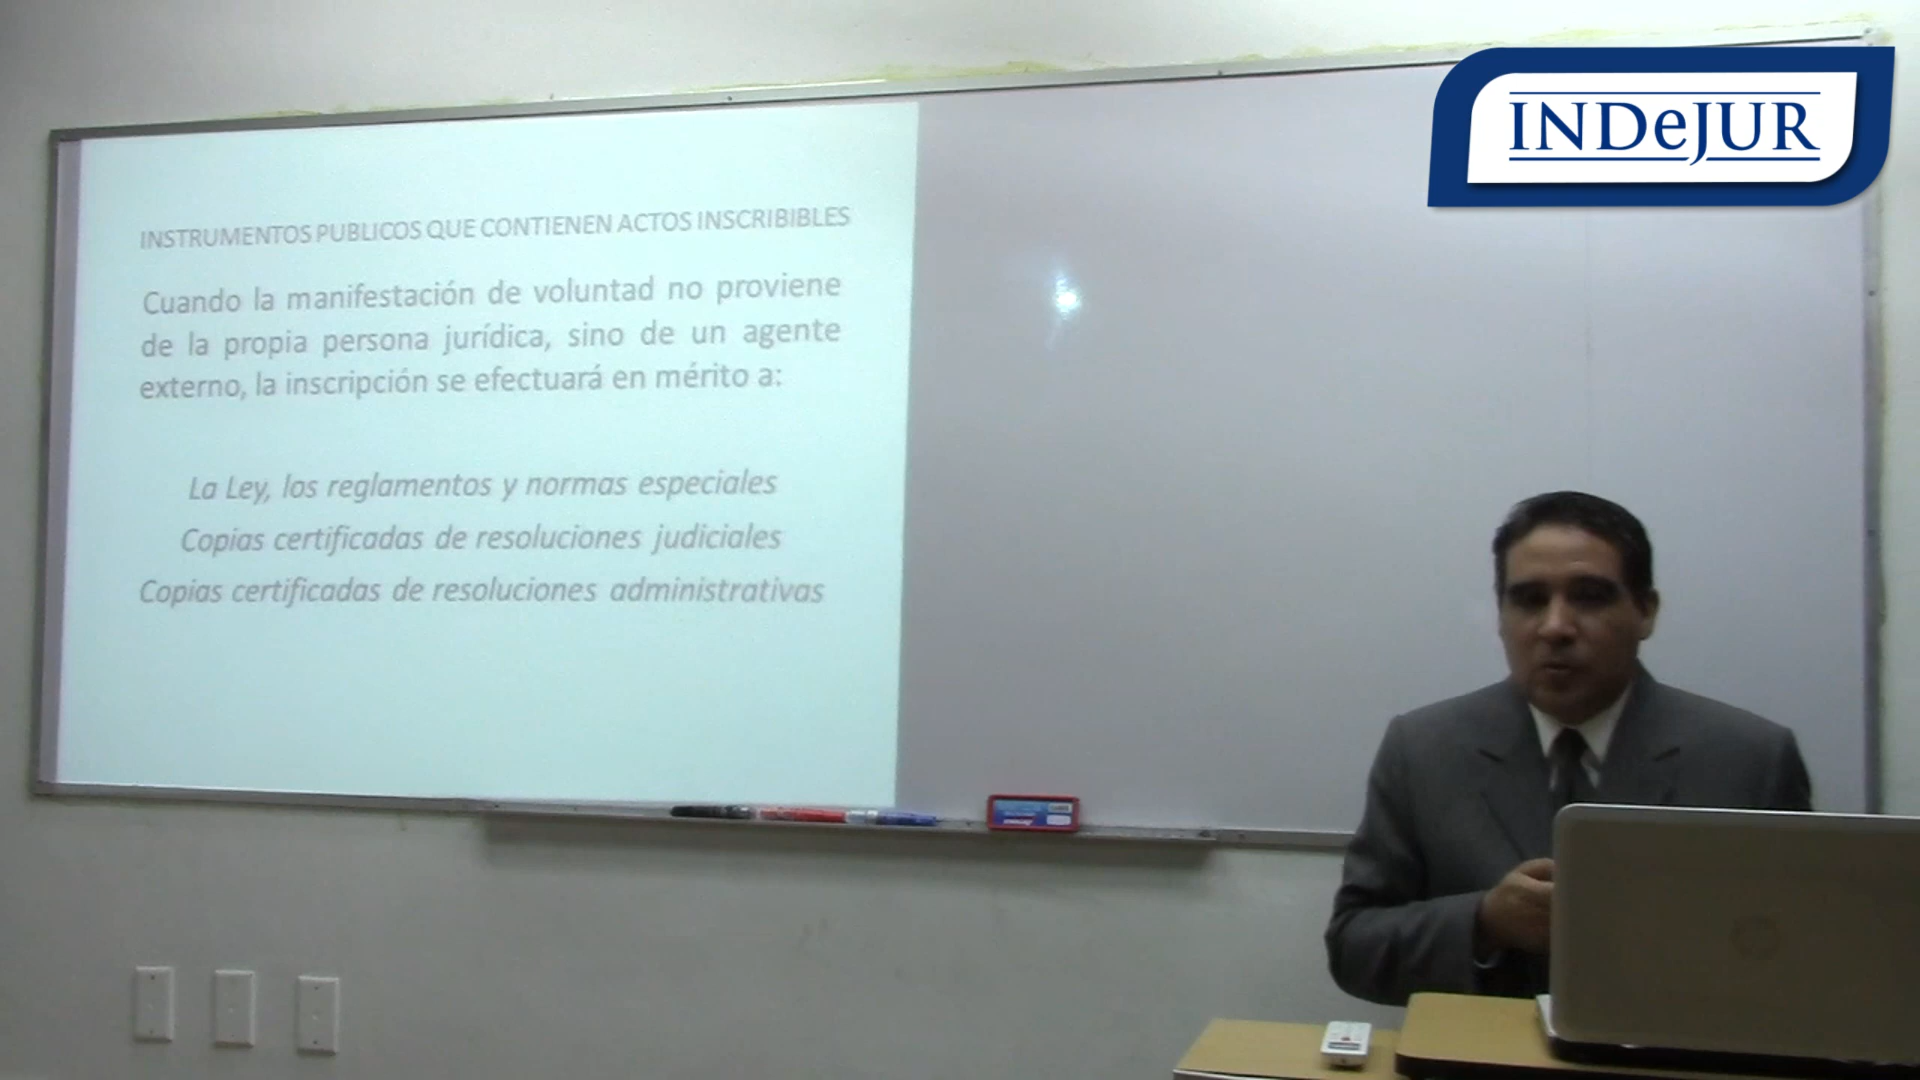 INDeJUR
INSTRUMENTOS PUBLICOS QUE CONTIENEN ACTOS INSCRIBIBLES
Cuando la manifestación de voluntad no proviene
de la propia persona jurídica, sino de un agente
externo, la inscripción se efectuará en mérito a:
La Ley, los reglamentos y normas especiales
Copias certificadas de resoluciones judiciales
Copias certificadas de resoluciones administrativas